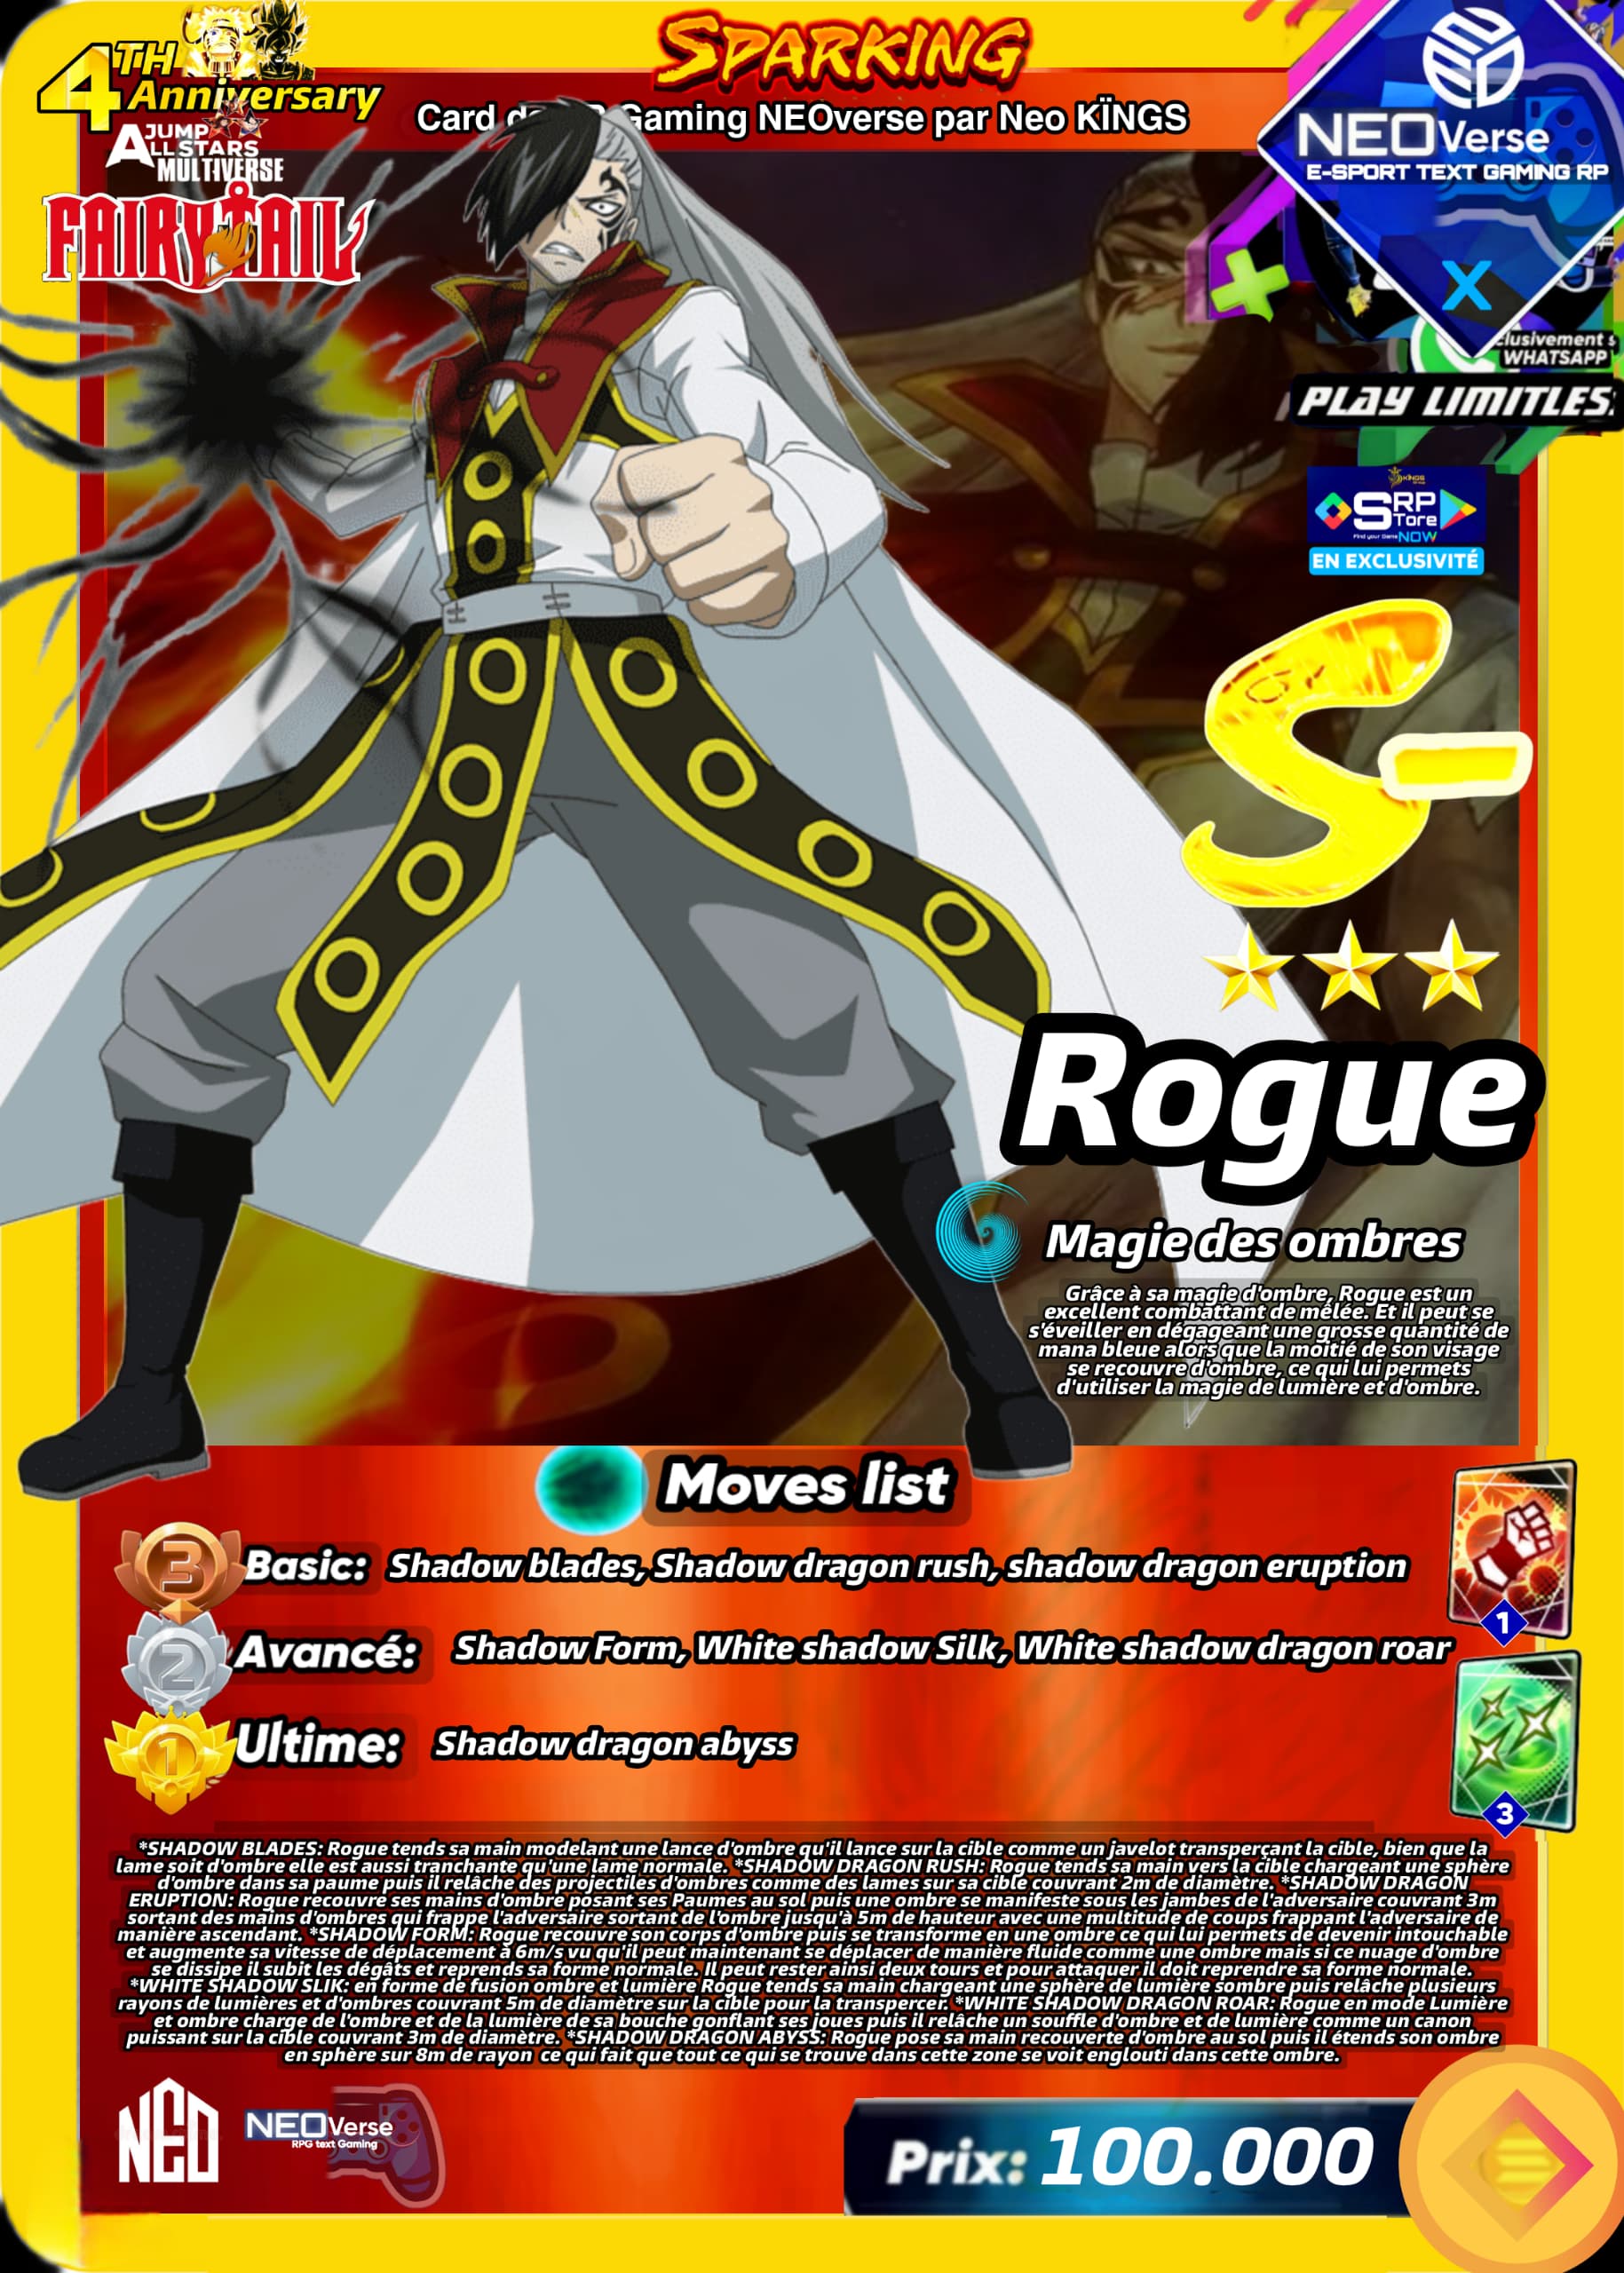 4TH
Anniversary
SPARKING
Card de Gaming NEOverse par Neo KÏNGS
JUMP
ALL STARS
MULTIVERSE
FAIRY TAIL
NEOVerse
E-SPORT TEXT GAMING RP
X
WHATSAPP
PLAY LIMITLES
KINGS
SRP
Tore
Find your Game NOW
EN EXCLUSIVITÉ
S-
Rogue
Magie des ombres
Grâce à sa magie d'ombre, Rogue est un
excellent combattant de mêlée. Et il peut se
s'éveiller en dégageant une grosse quantité de
mana bleue alors que la moitié de son visage
se recouvre d'ombre, ce qui lui permets
d'utiliser la magie de lumière et d'ombre.
Moves list
3 Basic: Shadow blades, Shadow dragon rush, shadow dragon eruption
1
2 Avancé: Shadow Form, White shadow Silk, White shadow dragon roar
1 Ultime: Shadow dragon abyss
3
*SHADOW BLADES: Rogue tends sa main modelant une lance d'ombre qu'il lance sur la cible comme un javelot transperçant la cible, bien que la
lame soit d'ombre elle est aussi tranchante qu'une lame normale. *SHADOW DRAGON RUSH: Rogue tends sa main vers la cible chargeant une sphère
d'ombre dans sa paume puis il relâche des projectiles d'ombres comme des lames sur sa cible couvrant 2m de diamètre. *SHADOW DRAGON
ERUPTION: Rogue recouvre ses mains d'ombre posant ses Paumes au sol puis une ombre se manifeste sous les jambes de l'adversaire couvrant 3m
sortant des mains d'ombres qui frappe l'adversaire sortant de l'ombre jusqu'à 5m de hauteur avec une multitude de coups frappant l'adversaire de
manière ascendant. *SHADOW FORM: Rogue recouvre son corps d'ombre puis se transforme en une ombre ce qui lui permets de devenir intouchable
et augmente sa vitesse de déplacement à 6m/s vu qu'il peut maintenant se déplacer de manière fluide comme une ombre mais si ce nuage d'ombre
se dissipe il subit les dégâts et reprends sa forme normale. Il peut rester ainsi deux tours et pour attaquer il doit reprendre sa forme normale.
*WHITE SHADOW SLIK: en forme de fusion ombre et lumière Rogue tends sa main chargeant une sphère de lumière sombre puis relâche plusieurs
rayons de lumières et d'ombres couvrant 5m de diamètre sur la cible pour la transpercer. *WHITE SHADOW DRAGON ROAR: Rogue en mode Lumière
et ombre charge de l'ombre et de la lumière de sa bouche gonflant ses joues puis il relâche un souffle d'ombre et de lumière comme un canon
puissant sur la cible couvrant 3m de diamètre. *SHADOW DRAGON ABYSS: Rogue pose sa main recouverte d'ombre au sol puis il étends son ombre
en sphère sur 8m de rayon ce qui fait que tout ce qui se trouve dans cette zone se voit englouti dans cette ombre.
NEO
NEOVerse
RPG text Gaming
Prix: 100.000